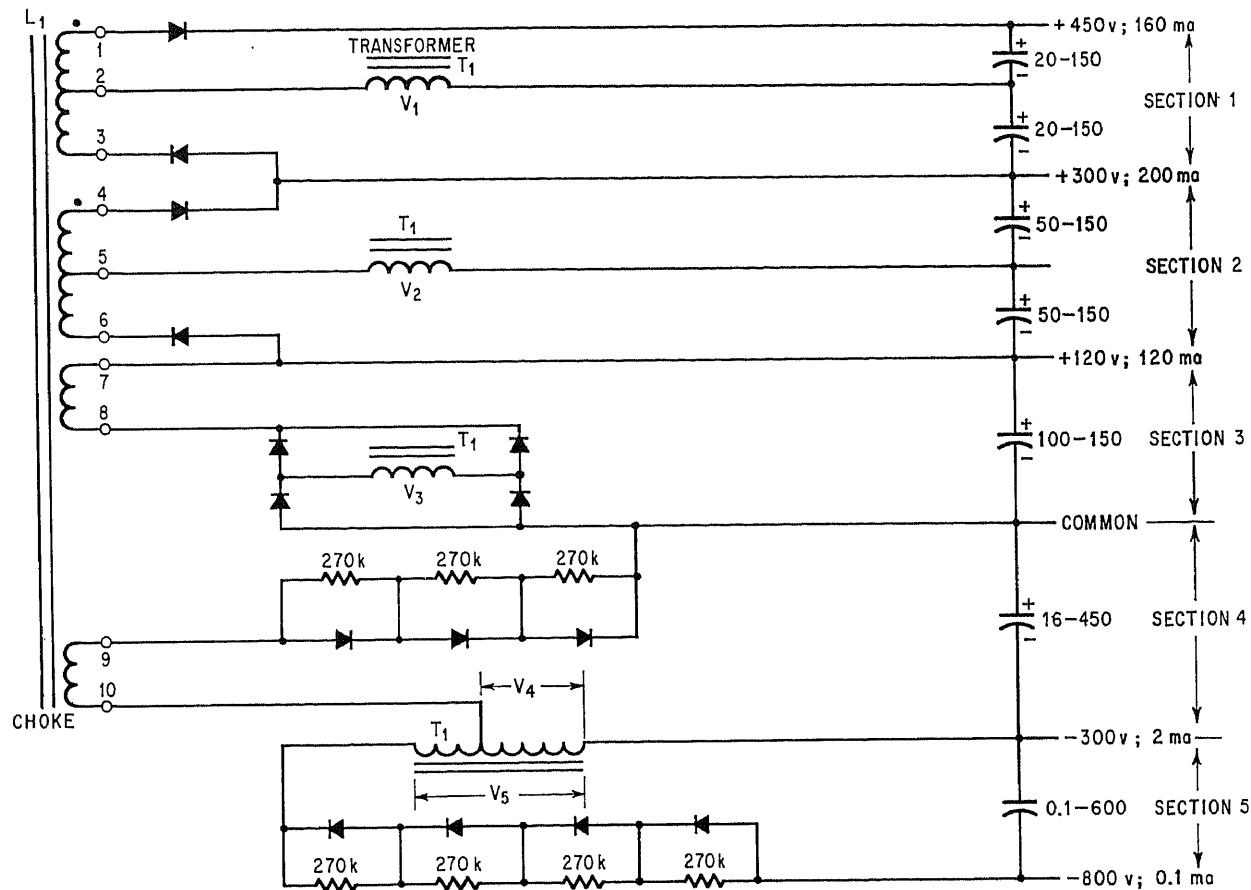 L1
1
+450v; 160 ma
TRANSFORMER
T1
20-150
2
V1
SECTION 1
20-150
3
+300v; 200 ma
4
50-150
T1
5
SECTION 2
V2
50-150
6
+120v; 120 ma
7
8
T1
100-150
SECTION 3
V3
COMMON
270k
270k
270k
16-450
SECTION 4
9
V4
10
CHOKE
T1
-300v; 2 ma
V5
0.1-600
SECTION 5
270k
270k
270k
270k
-800 v; 0.1 ma